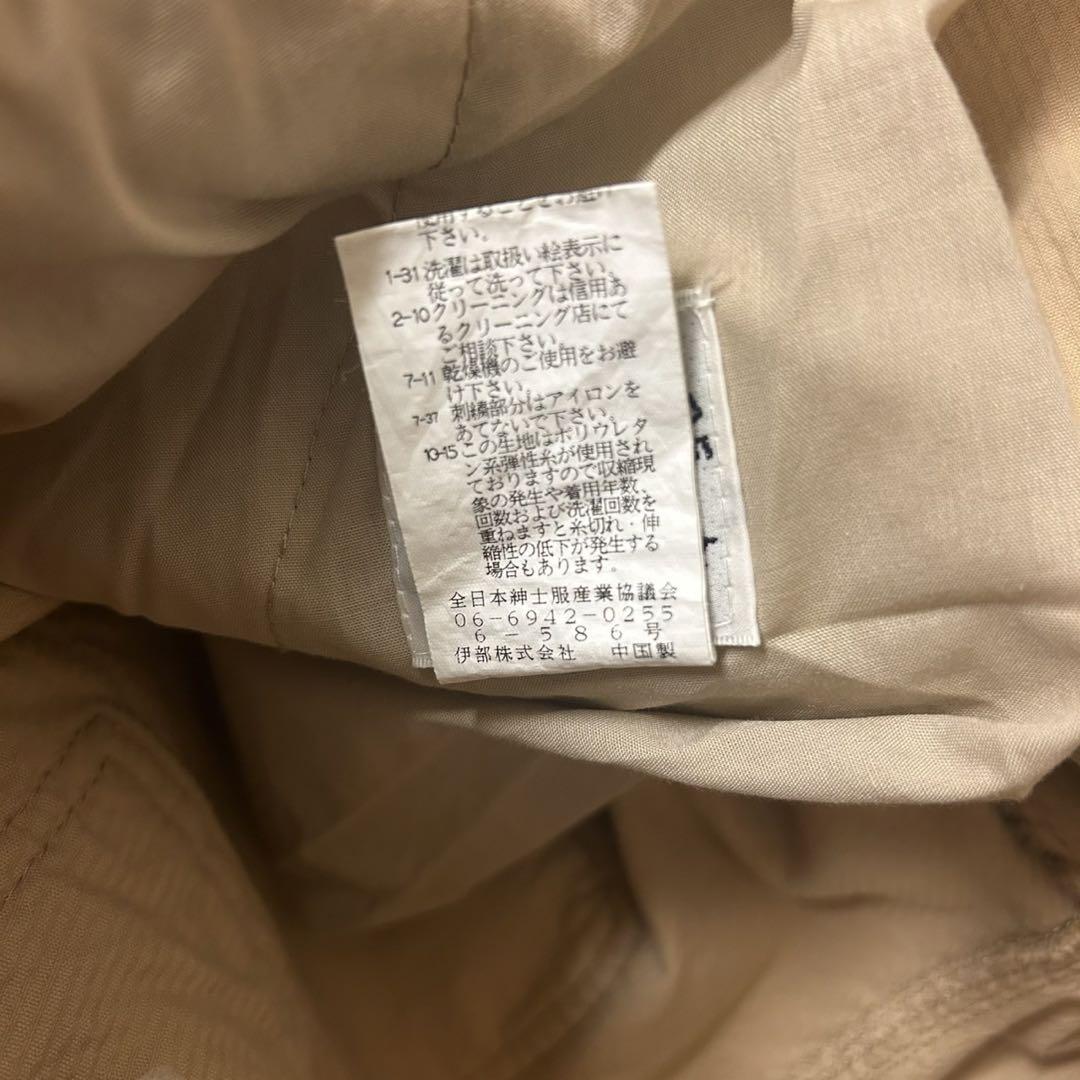 使用することをお避け
下さい。
1-31 洗濯は取扱い絵表示に
従って洗って下さい。
2-10 クリーニングは信用あ
るクリーニング店にて
ご相談下さい。
7-11 乾燥機のご使用をお避
け下さい。
7-37 刺繍部分はアイロンを
あてないで下さい。
10-15 この生地はポリウレタ
ン系弾性糸が使用され
ておりますので収縮現
象の発生や着用年数、
回数および洗濯回数を
重ねますと糸切れ・伸
縮性の低下が発生する
場合もあります。
全日本紳士服産業協議会
06-6942-0255
6-586号
伊部株式会社 中国製